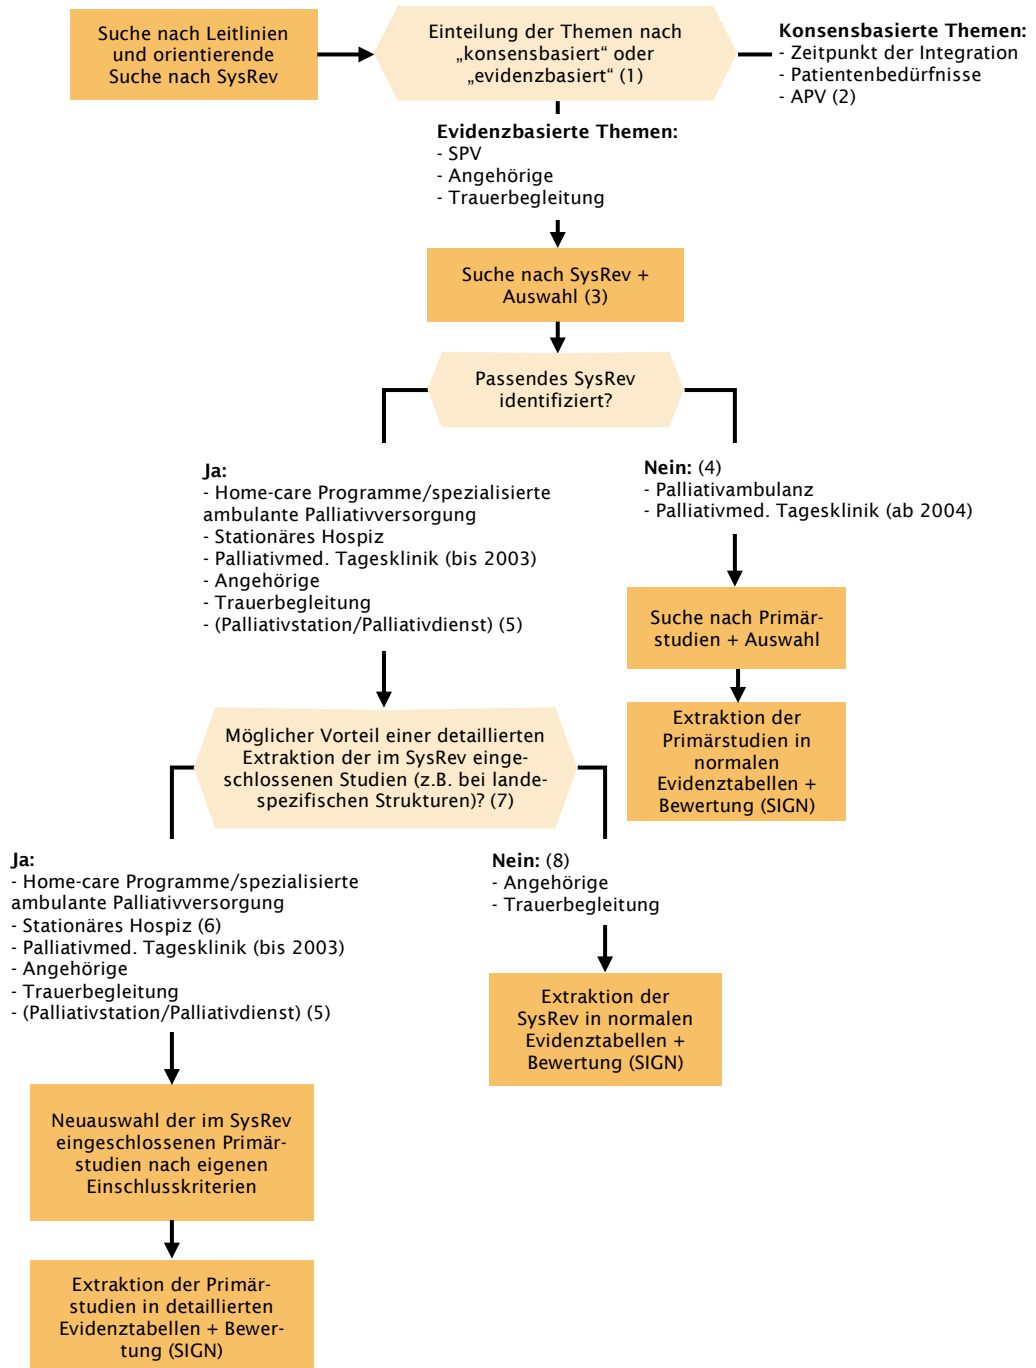 Suche nach Leitlinien
und orientierende
Suche nach SysRev
Einteilung der Themen nach
„konsensbasiert“ oder
„evidenzbasiert“ (1)
Konsensbasierte Themen:
- Zeitpunkt der Integration
- Patientenbedürfnisse
- APV (2)
Evidenzbasierte Themen:
- SPV
- Angehörige
- Trauerbegleitung
Suche nach SysRev +
Auswahl (3)
Passendes SysRev
identifiziert?
Ja:
- Home-care Programme/spezialisierte
ambulante Palliativversorgung
- Stationäres Hospiz
- Palliativmed. Tagesklinik (bis 2003)
- Angehörige
- Trauerbegleitung
- (Palliativstation/Palliativdienst) (5)
Nein: (4)
- Palliativambulanz
- Palliativmed. Tagesklinik (ab 2004)
Suche nach Primär-
studien + Auswahl
Extraktion der
Primärstudien in
normalen
Evidenztabellen +
Bewertung (SIGN)
Möglicher Vorteil einer detaillierten
Extraktion der im SysRev einge-
schlossenen Studien (z.B. bei lande-
spezifischen Strukturen)? (7)
Ja:
- Home-care Programme/spezialisierte
ambulante Palliativversorgung
- Stationäres Hospiz (6)
- Palliativmed. Tagesklinik (bis 2003)
- Angehörige
- Trauerbegleitung
- (Palliativstation/Palliativdienst) (5)
Nein: (8)
- Angehörige
- Trauerbegleitung
Extraktion der
SysRev in normalen
Evidenztabellen +
Bewertung (SIGN)
Neuauswahl der im SysRev
eingeschlossenen Primär-
studien nach eigenen
Einschlusskriterien
Extraktion der Primär-
studien in detaillierten
Evidenztabellen + Bewer-
tung (SIGN)